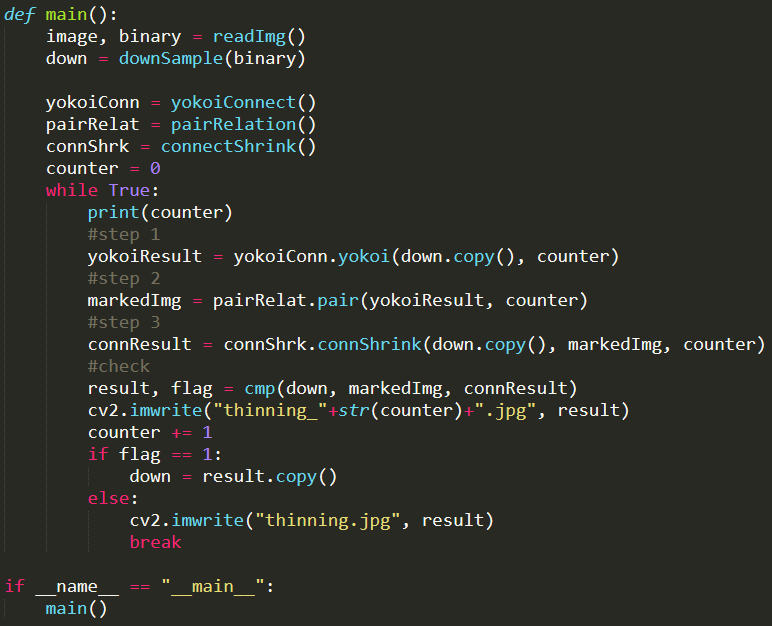 def main():
    image, binary = readImg()
    down = downSample(binary)

    yokoiConn = yokoiConnect()
    pairRelat = pairRelation()
    connShrk = connectShrink()
    counter = 0
    while True:
        print(counter)
        #step 1
        yokoiResult = yokoiConn.yokoi(down.copy(), counter)
        #step 2
        markedImg = pairRelat.pair(yokoiResult, counter)
        #step 3
        connResult = connShrk.connShrink(down.copy(), markedImg, counter)
        #check
        result, flag = cmp(down, markedImg, connResult)
        cv2.imwrite("thinning_"+str(counter)+".jpg", result)
        counter += 1
        if flag == 1:
            down = result.copy()
        else:
            cv2.imwrite("thinning.jpg", result)
            break

if __name__ == "__main__":
    main()